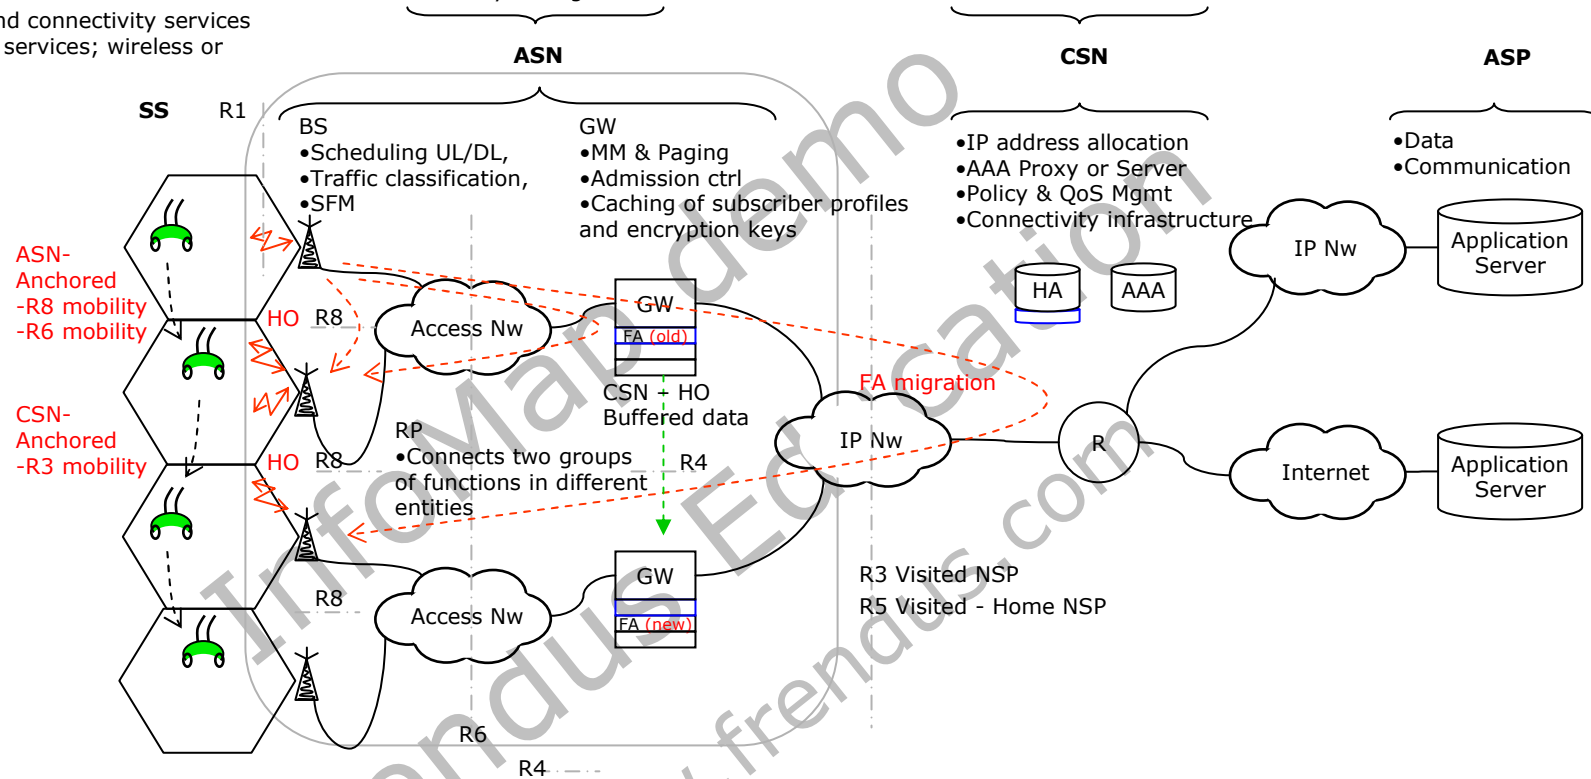 nd connectivity services
services; wireless or
ASN
CSN
ASP
SS
R1
BS
•Scheduling UL/DL,
•Traffic classification,
•SFM
GW
•MM & Paging
•Admission ctrl
•Caching of subscriber profiles
and encryption keys
•IP address allocation
•AAA Proxy or Server
•Policy & QoS Mgmt
•Connectivity infrastructure
•Data
•Communication
ASN-
Anchored
-R8 mobility
-R6 mobility
HO
R8
Access Nw
GW
FA (old)
CSN – HO
Buffered data
HA
AAA
IP Nw
Application
Server
FA migration
CSN-
Anchored
-R3 mobility
HO
R8
RP
•Connects two groups
of functions in different
entities
R4
IP Nw
R
Internet
Application
Server
R8
Access Nw
GW
FA (new)
R3 Visited NSP
R5 Visited - Home NSP
R6
R4
InfoMap demo
endus Education
frendus.com